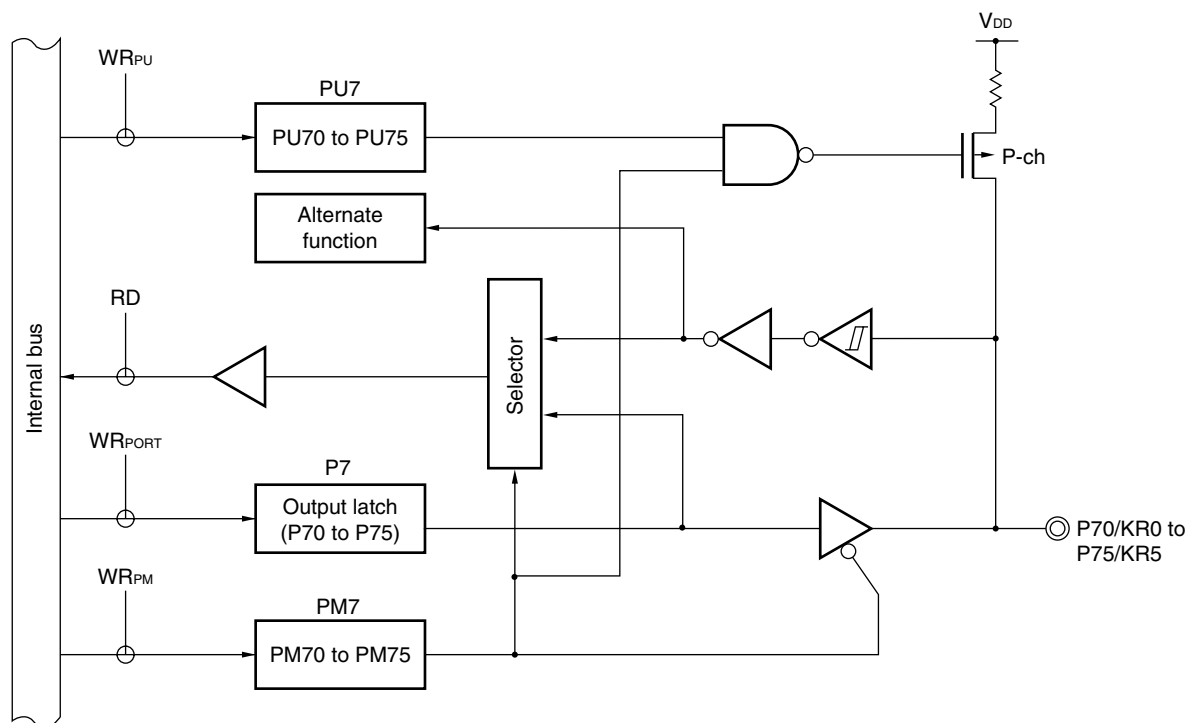 VDD
WRPU
PU7
PU70 to PU75
P-ch
Alternate
function
RD
Internal bus
Selector
WRPORT
P7
Output latch
(P70 to P75)
P70/KR0 to
P75/KR5
WRPM
PM7
PM70 to PM75